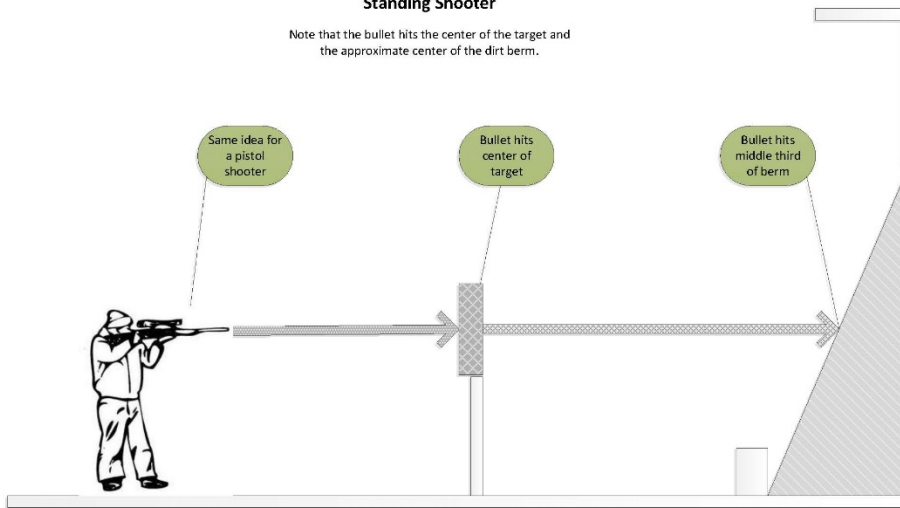 Standing Shooter
Note that the bullet hits the center of the target and
the approximate center of the dirt berm.
Same idea for
a pistol
shooter
Bullet hits
center of
target
Bullet hits
middle third
of berm